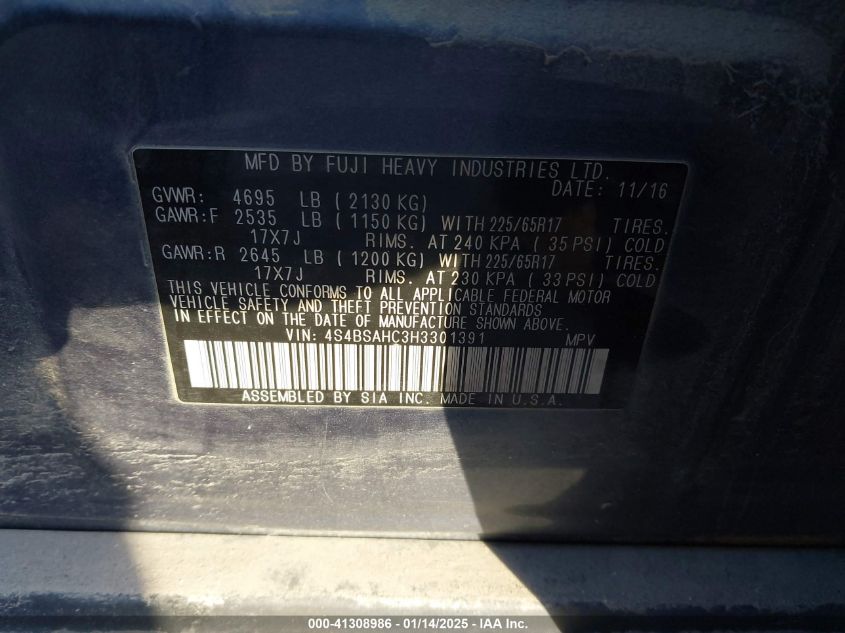 MFD BY FUJI HEAVY INDUSTRIES LTD.
DATE: 11/16
GVWR: 4695 LB ( 2130 KG)
GAWR:F 2535 LB ( 1150 KG) WITH 225/65R17 TIRES.
17X7J RIMS. AT 240 KPA ( 35 PSI) COLD
GAWR:R 2645 LB ( 1200 KG) WITH 225/65R17 TIRES.
17X7J RIMS. AT 230 KPA ( 33 PSI) COLD
THIS VEHICLE CONFORMS TO ALL APPLICABLE FEDERAL MOTOR
VEHICLE SAFETY AND THEFT PREVENTION STANDARDS
IN EFFECT ON THE DATE OF MANUFACTURE SHOWN ABOVE.
VIN: 4S4BSAHC3H3301391 MPV
ASSEMBLED BY SIA INC. MADE IN U.S.A.
000-41308986 - 01/14/2025 - IAA Inc.